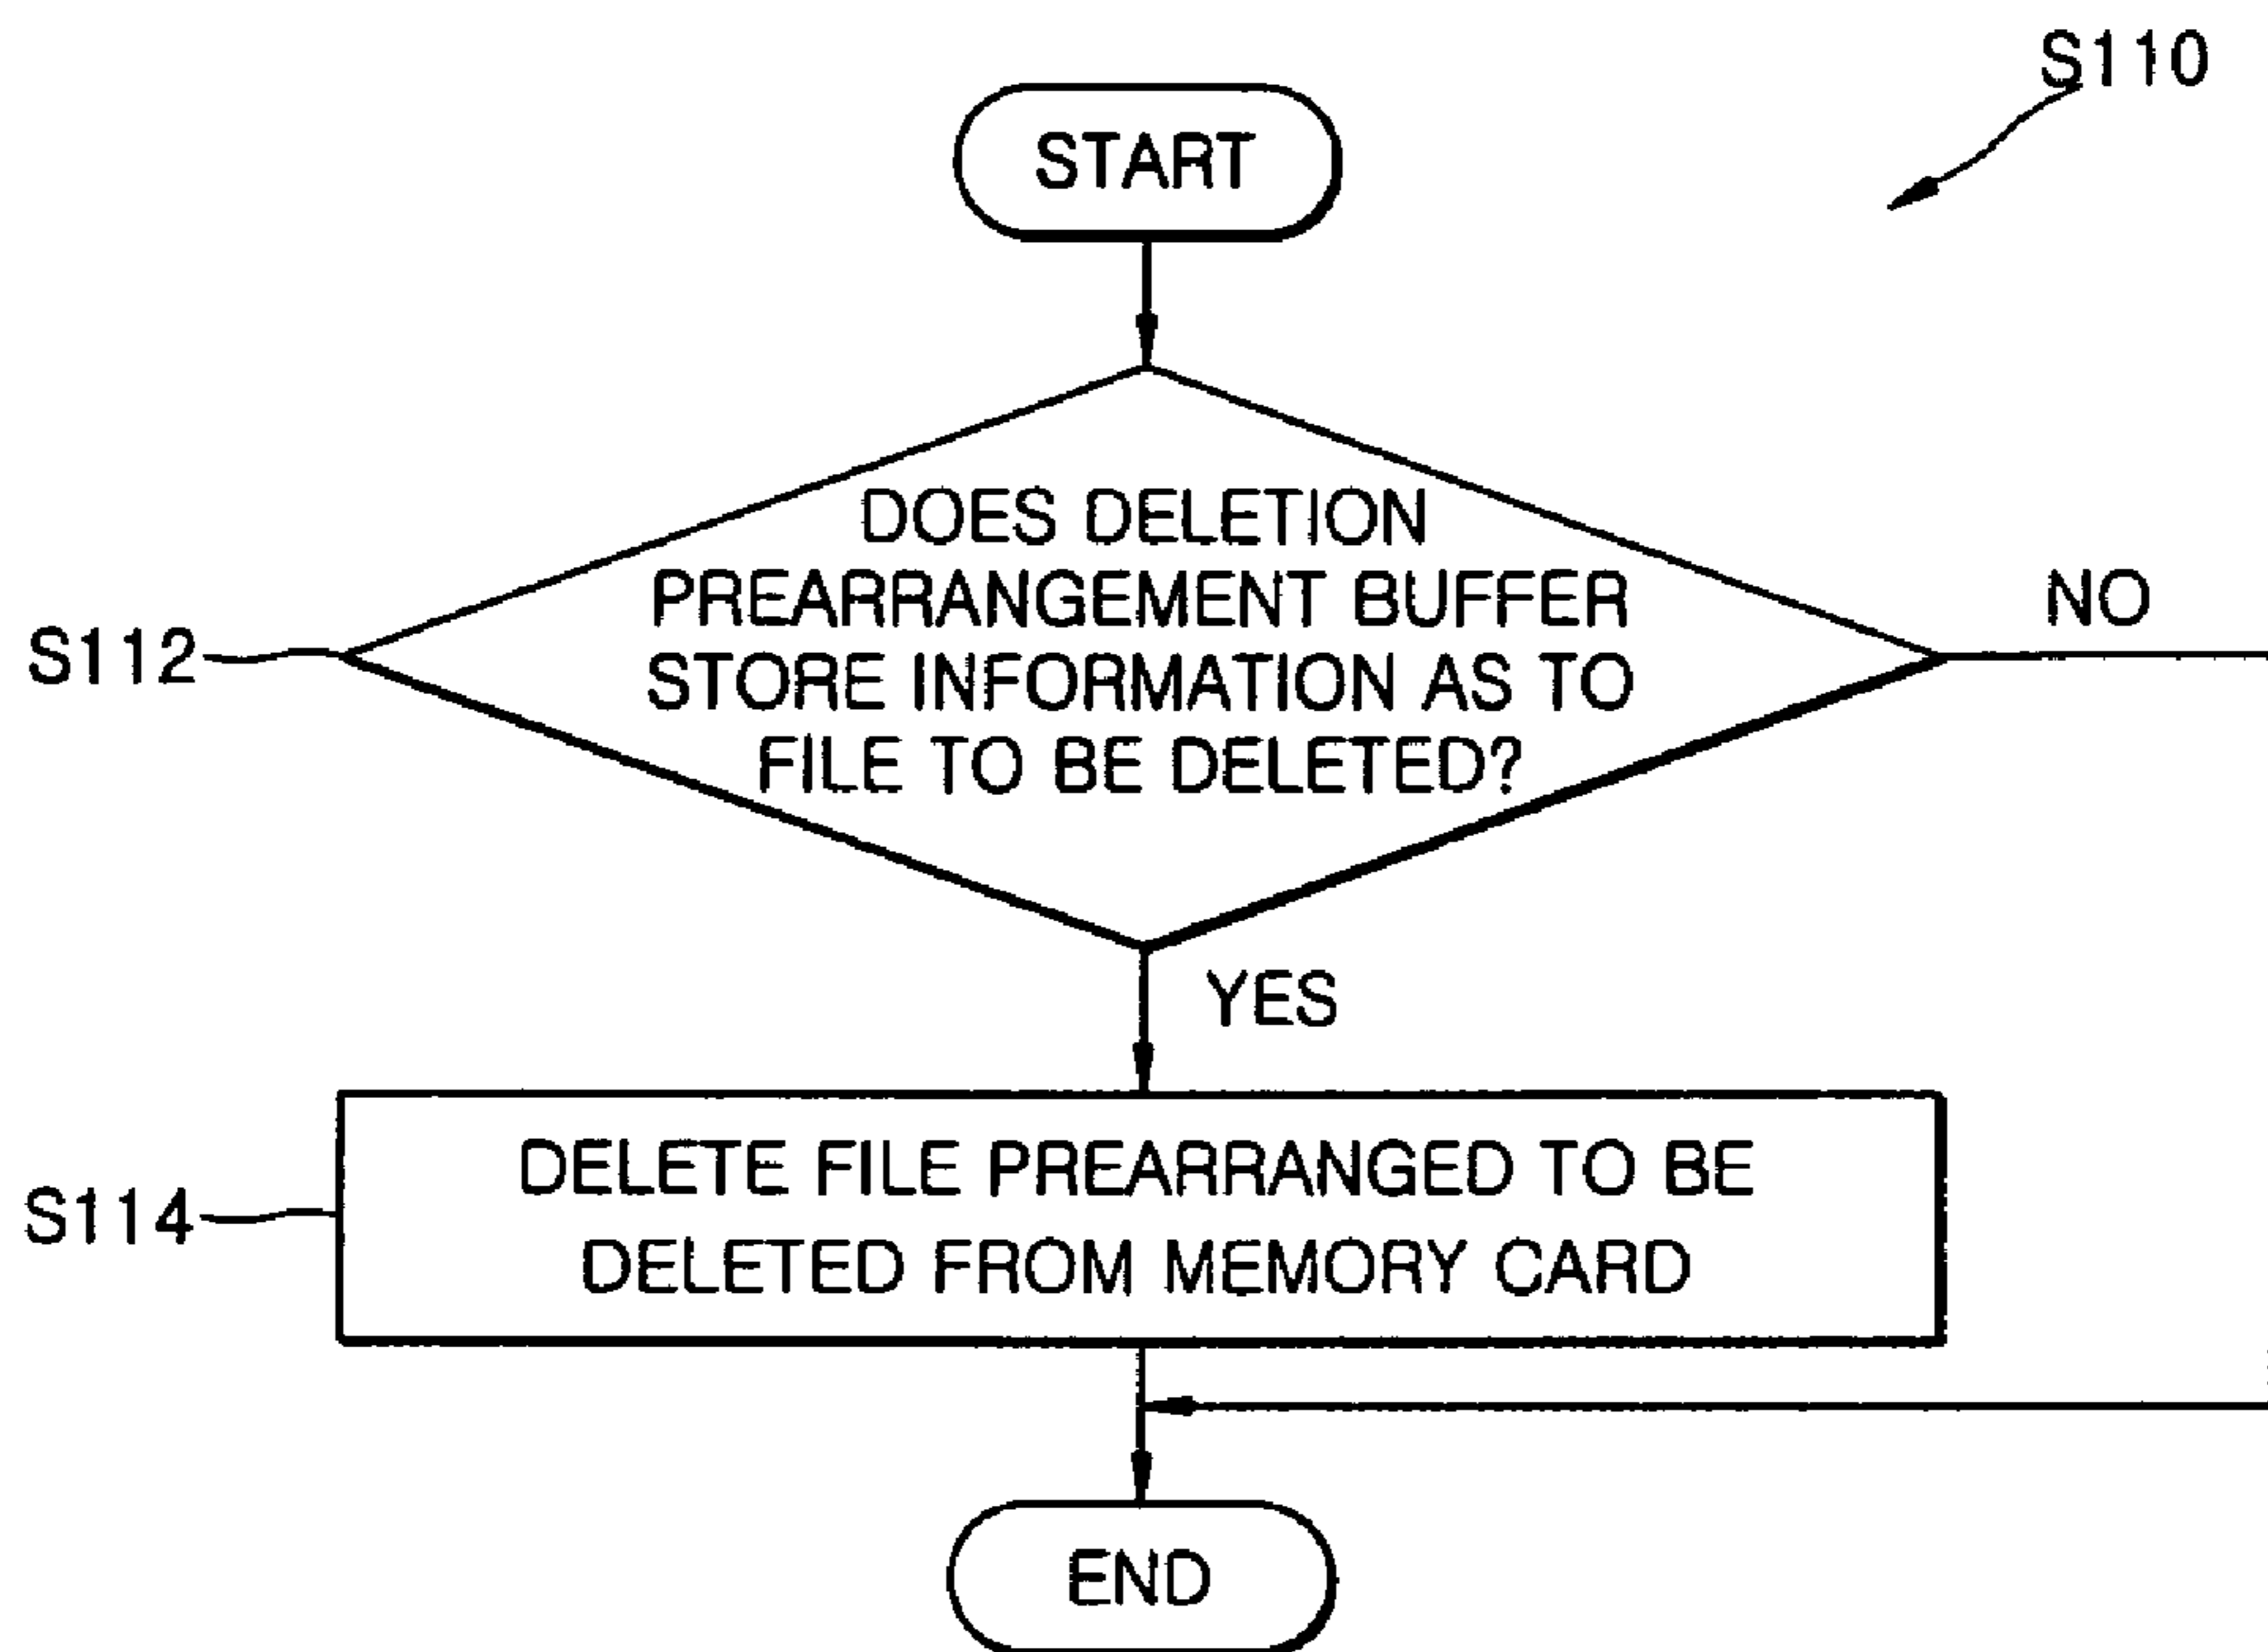 S110
START
DOES DELETION
PREARRANGEMENT BUFFER
STORE INFORMATION AS TO
FILE TO BE DELETED?
S112
NO
YES
DELETE FILE PREARRANGED TO BE
DELETED FROM MEMORY CARD
S114
END